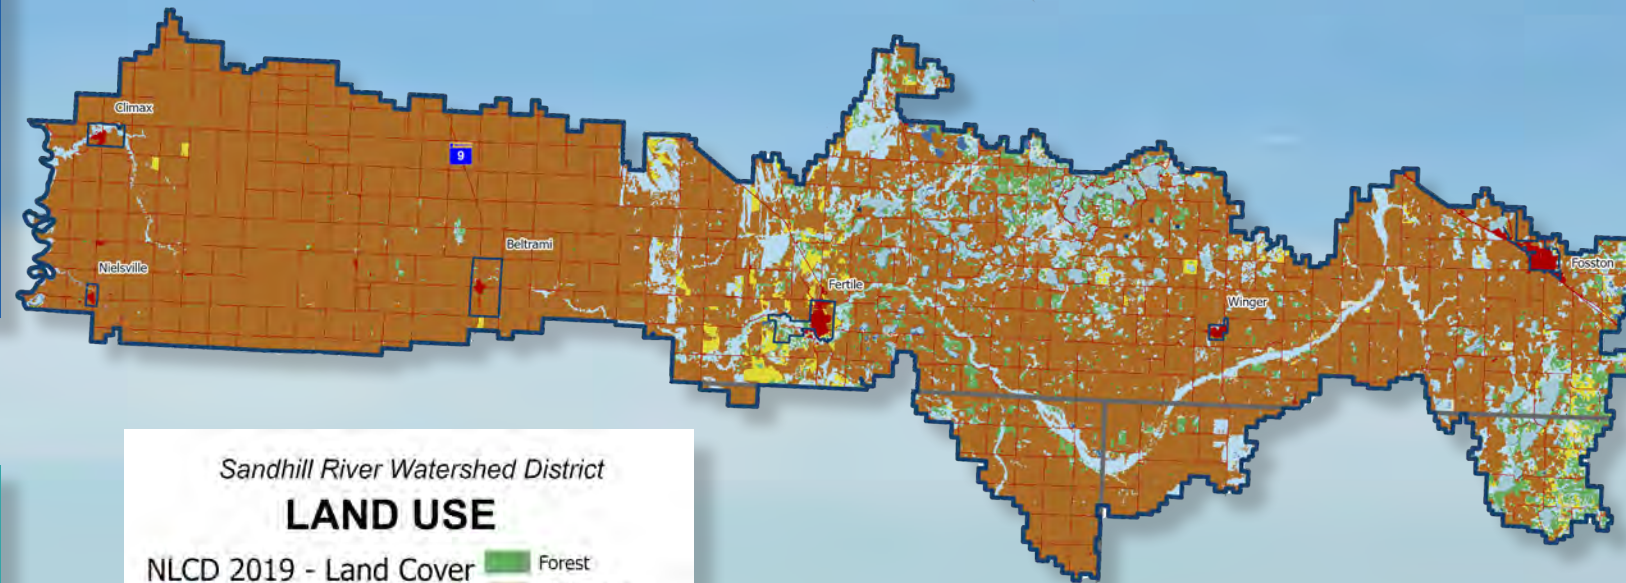 Climax
9
Beltrami
Nielsville
Fertile
Winger
Fosston
Sandhill River Watershed District
LAND USE
NLCD 2019 - Land Cover
Forest